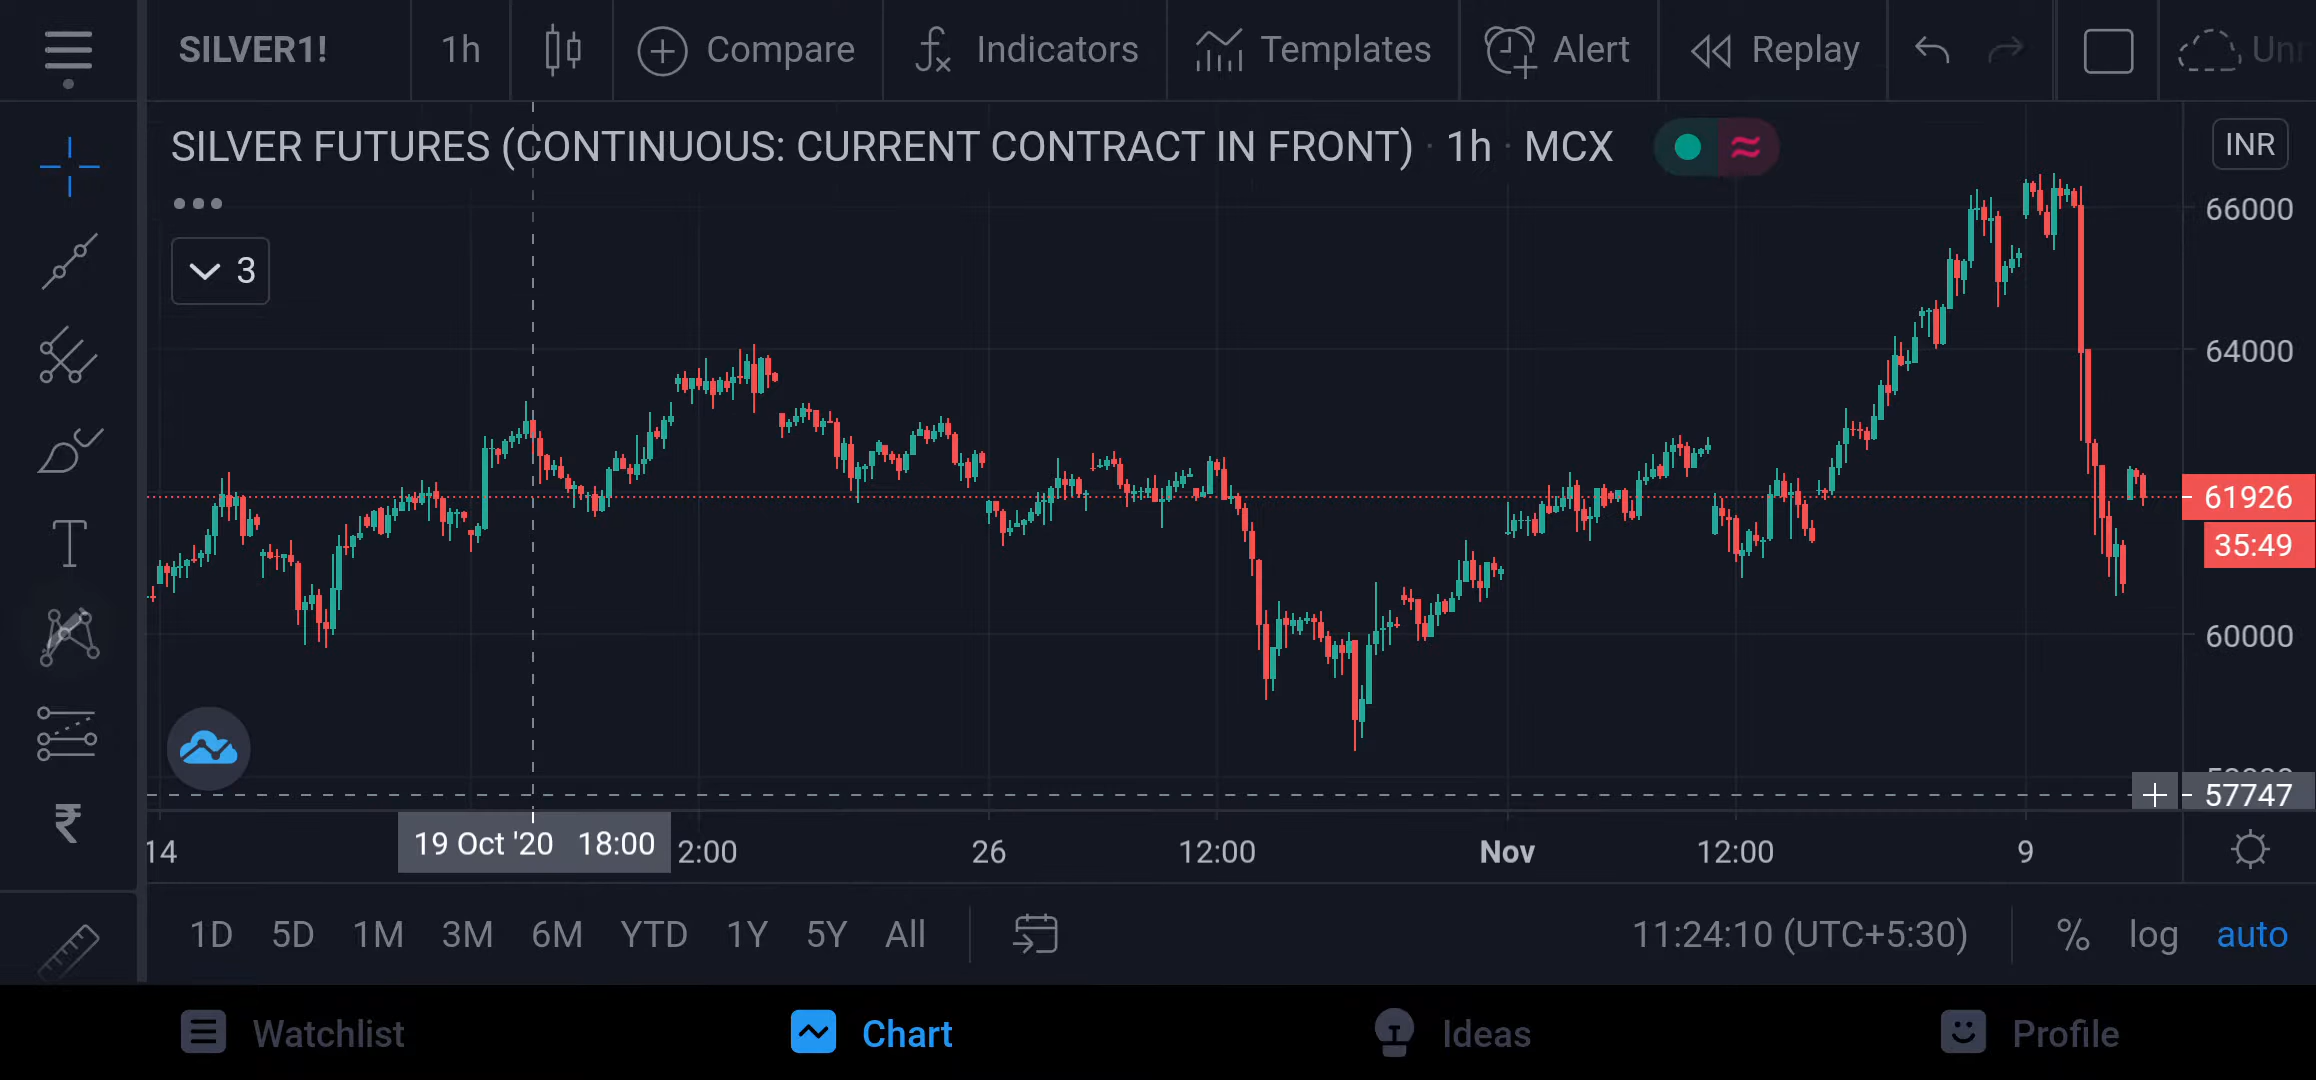 SILVER1!
1h
Compare
Indicators
Templates
Alert
Replay
SILVER FUTURES (CONTINUOUS: CURRENT CONTRACT IN FRONT) · 1h · MCX
INR
3
66000
64000
61926
35:49
60000
57747
14
19 Oct '20 18:00
2:00
26
12:00
Nov
12:00
9
1D 5D 1M 3M 6M YTD 1Y 5Y All
11:24:10 (UTC+5:30)
% log auto
Watchlist
Chart
Ideas
Profile